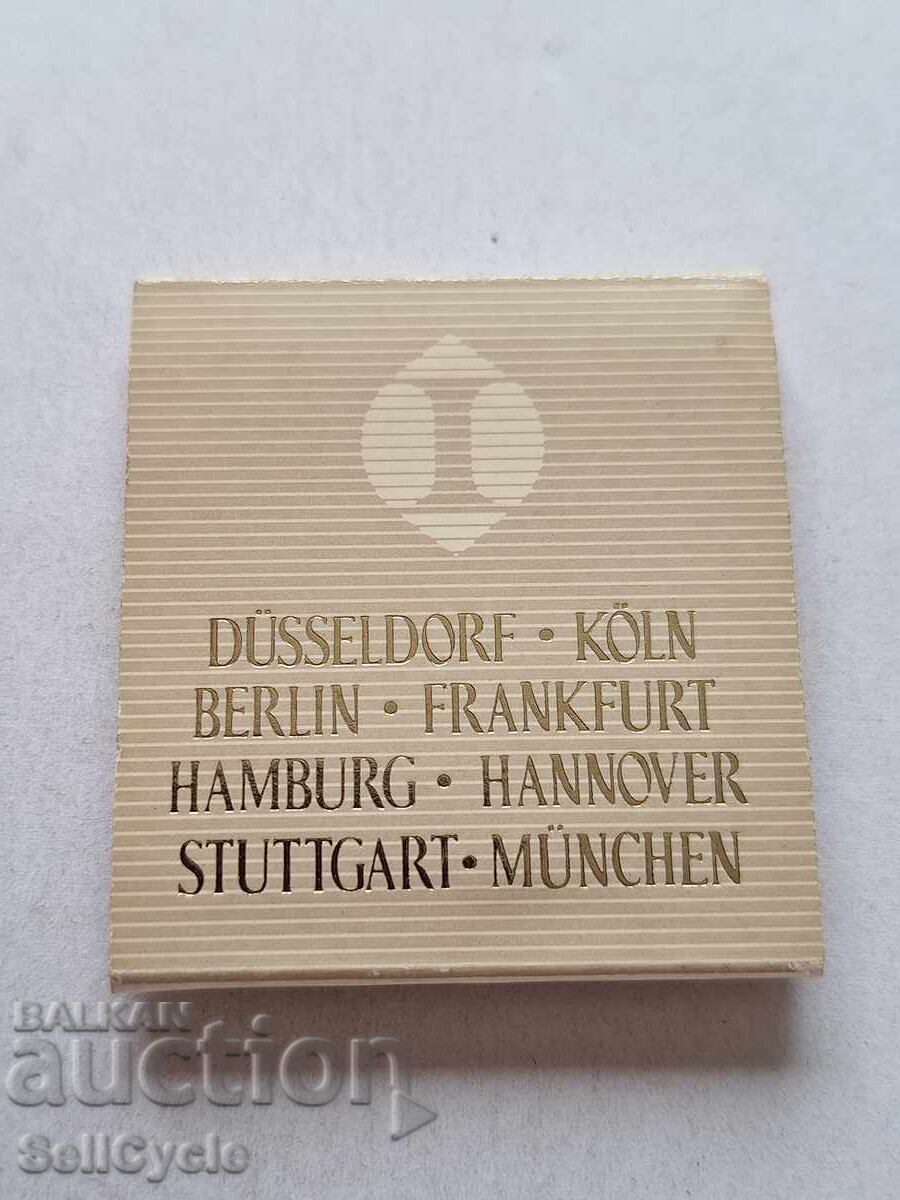 DÜSSELDORF • KÖLN
BERLIN • FRANKFURT
HAMBURG • HANNOVER
STUTTGART • MÜNCHEN
BALKAN
auction
SellCycle